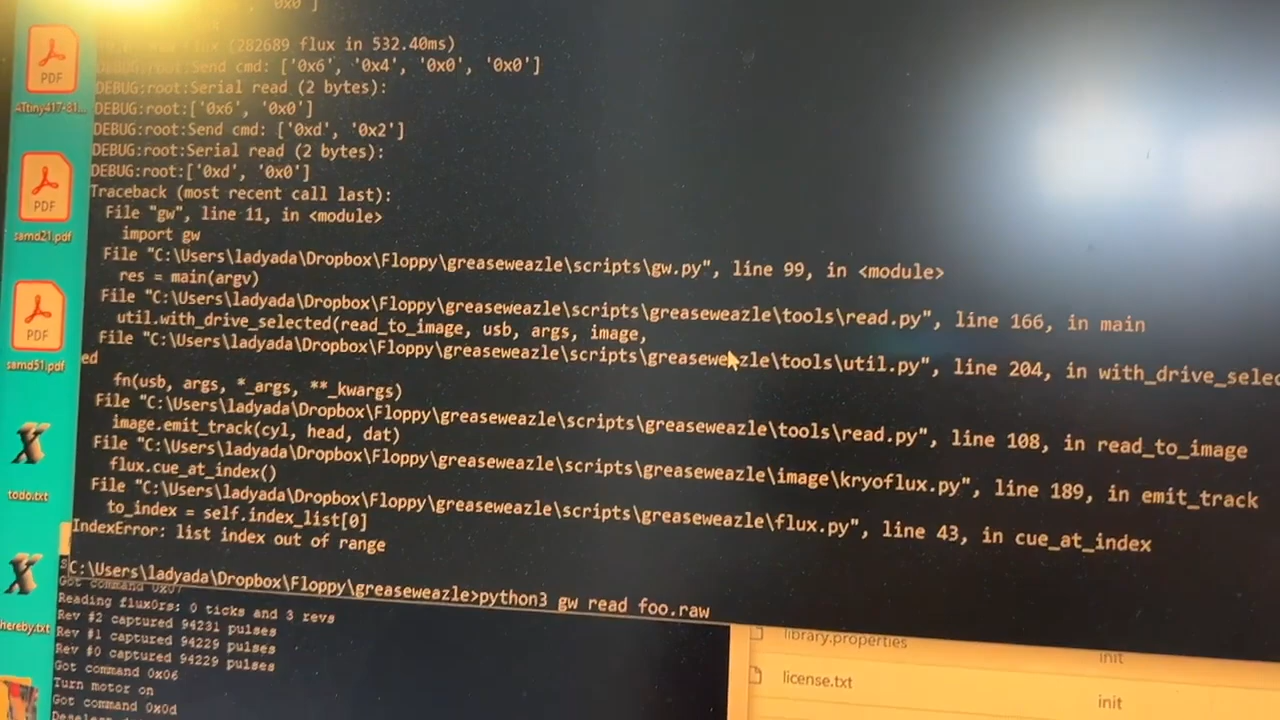 '0x0']
flux (282689 flux in 532.40ms)
DEBUG:root:Send cmd: ['0x6', '0x4', '0x0', '0x0']
DEBUG:root:Serial read (2 bytes):
DEBUG:root:['0x6', '0x0']
DEBUG:root:Send cmd: ['0xd', '0x2']
DEBUG:root:Serial read (2 bytes):
DEBUG:root:['0xd', '0x0']
Traceback (most recent call last):
File "gw", line 11, in <module>
import gw
File "C:\Users\ladyada\Dropbox\Floppy\greaseweazle\scripts\gw.py", line 99, in <module>
res = main(argv)
File "C:\Users\ladyada\Dropbox\Floppy\greaseweazle\scripts\greaseweazle\tools\read.py", line 166, in main
util.with_drive_selected(read_to_image, usb, args, image,
File "C:\Users\ladyada\Dropbox\Floppy\greaseweazle\scripts\greaseweazle\tools\util.py", line 204, in with_drive_selec
ed
fn(usb, args, *_args, **_kwargs)
File "C:\Users\ladyada\Dropbox\Floppy\greaseweazle\scripts\greaseweazle\tools\read.py", line 108, in read_to_image
image.emit_track(cyl, head, dat)
File "C:\Users\ladyada\Dropbox\Floppy\greaseweazle\scripts\greaseweazle\image\kryoflux.py", line 189, in emit_track
flux.cue_at_index()
File "C:\Users\ladyada\Dropbox\Floppy\greaseweazle\scripts\greaseweazle\flux.py", line 43, in cue_at_index
to_index = self.index_list[0]
IndexError: list index out of range
C:\Users\ladyada\Dropbox\Floppy\greaseweazle>python3 gw read foo.raw
Got command 0x07
Reading flux0rs: 0 ticks and 3 revs
Rev #2 captured 94231 pulses
Rev #1 captured 94229 pulses
Rev #0 captured 94229 pulses
Got command 0x06
Turn motor on
Got command 0x0d
PDF
ATtiny417-81...
PDF
samd21.pdf
PDF
samd51.pdf
todo.txt
hereby.txt
library.properties
init
license.txt
init